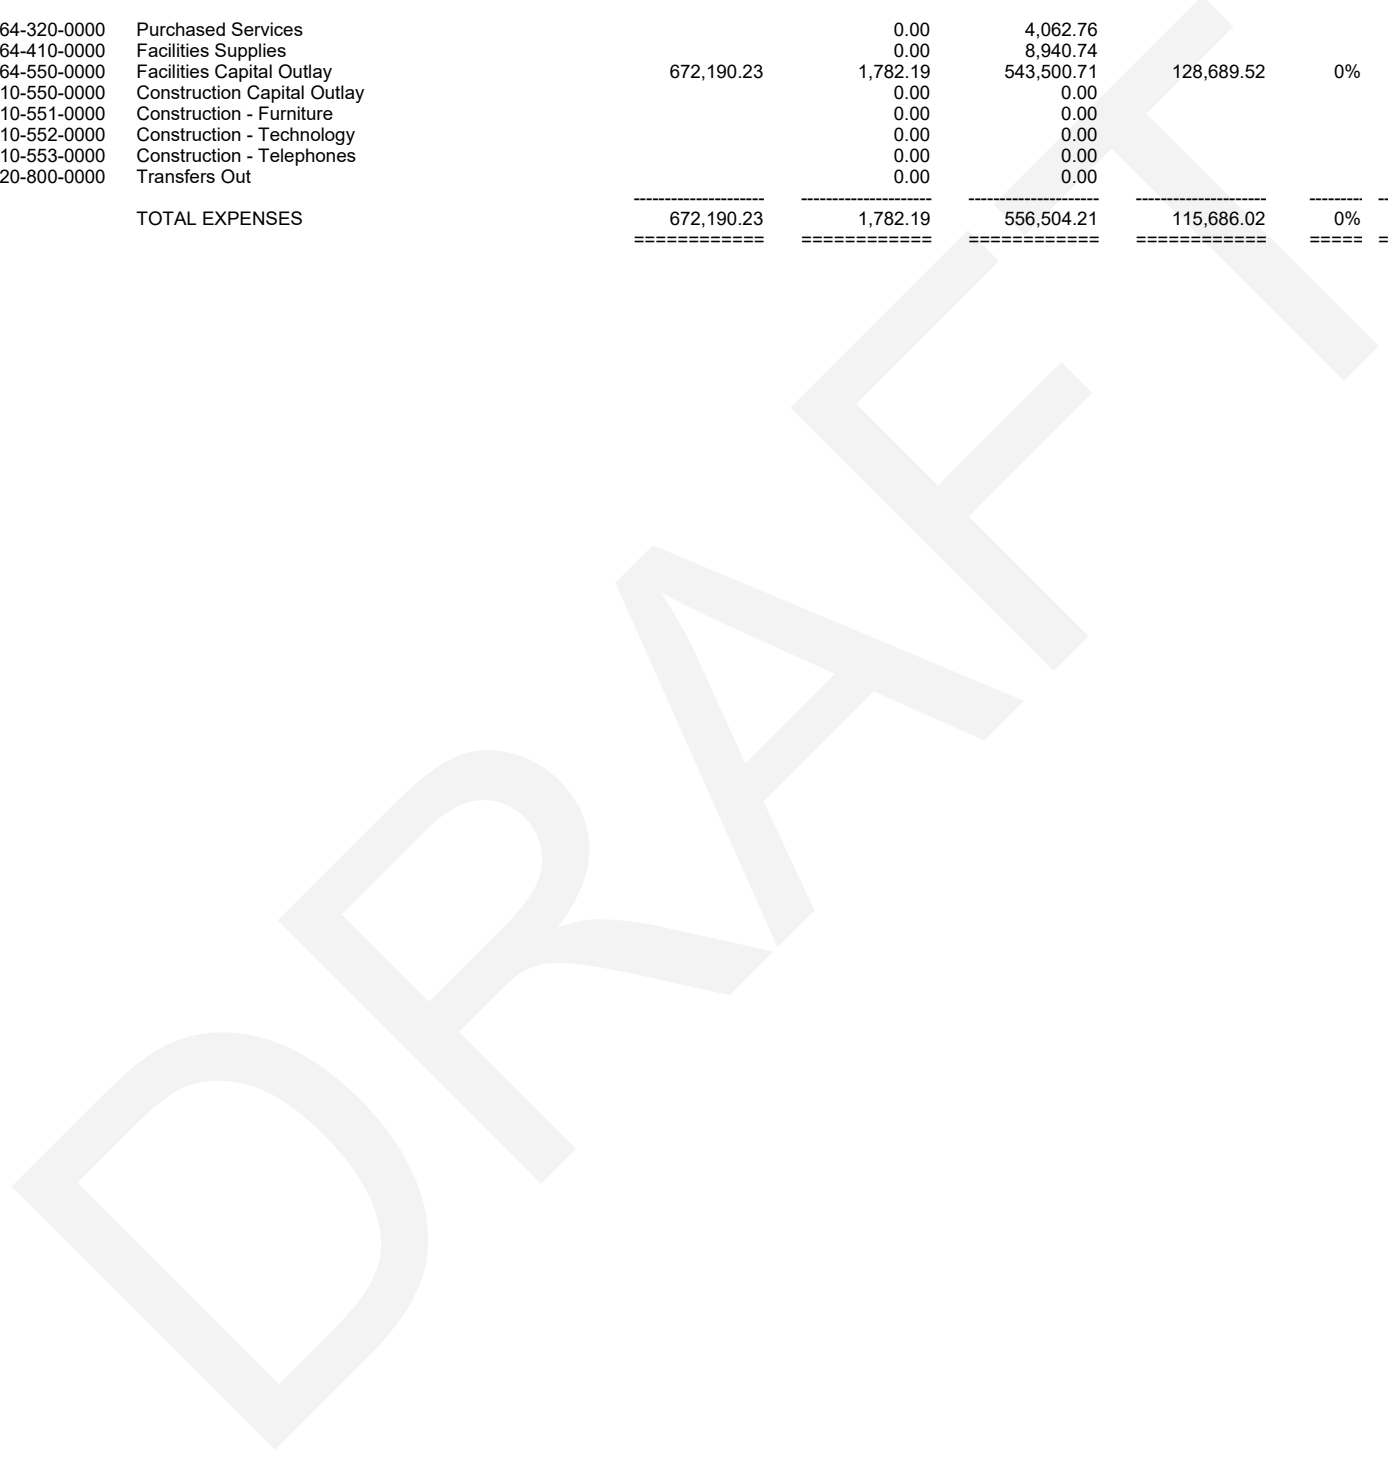 64-320-0000 Purchased Services 0.00 4,062.76
64-410-0000 Facilities Supplies 0.00 8,940.74
64-550-0000 Facilities Capital Outlay 672,190.23 1,782.19 543,500.71 128,689.52 0%
10-550-0000 Construction Capital Outlay 0.00 0.00
10-551-0000 Construction - Furniture 0.00 0.00
10-552-0000 Construction - Technology 0.00 0.00
10-553-0000 Construction - Telephones 0.00 0.00
20-800-0000 Transfers Out 0.00 0.00
--------------------- --------------------- --------------------- --------------------- -------- --
TOTAL EXPENSES 672,190.23 1,782.19 556,504.21 115,686.02 0%
============ ============ ============ ============ ===== =
DRAFT